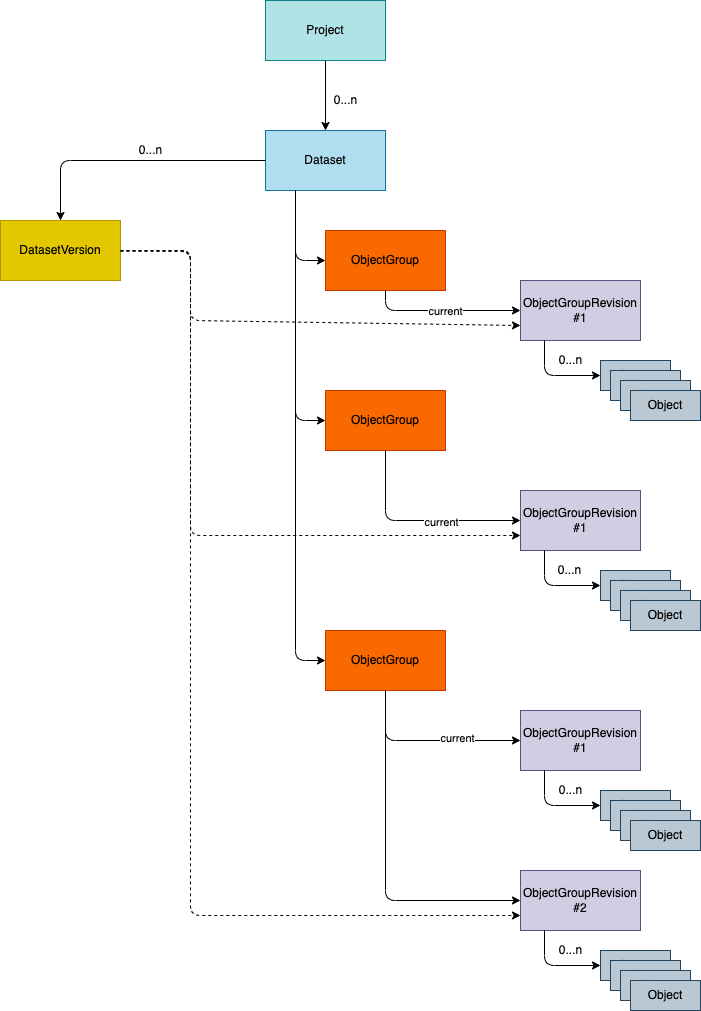 Project
0...n
0...n
Dataset
DatasetVersion
ObjectGroup
current
ObjectGroupRevision
#1
0...n
Object
ObjectGroup
current
ObjectGroupRevision
#1
0...n
Object
ObjectGroup
current
ObjectGroupRevision
#1
0...n
Object
ObjectGroupRevision
#2
0...n
Object